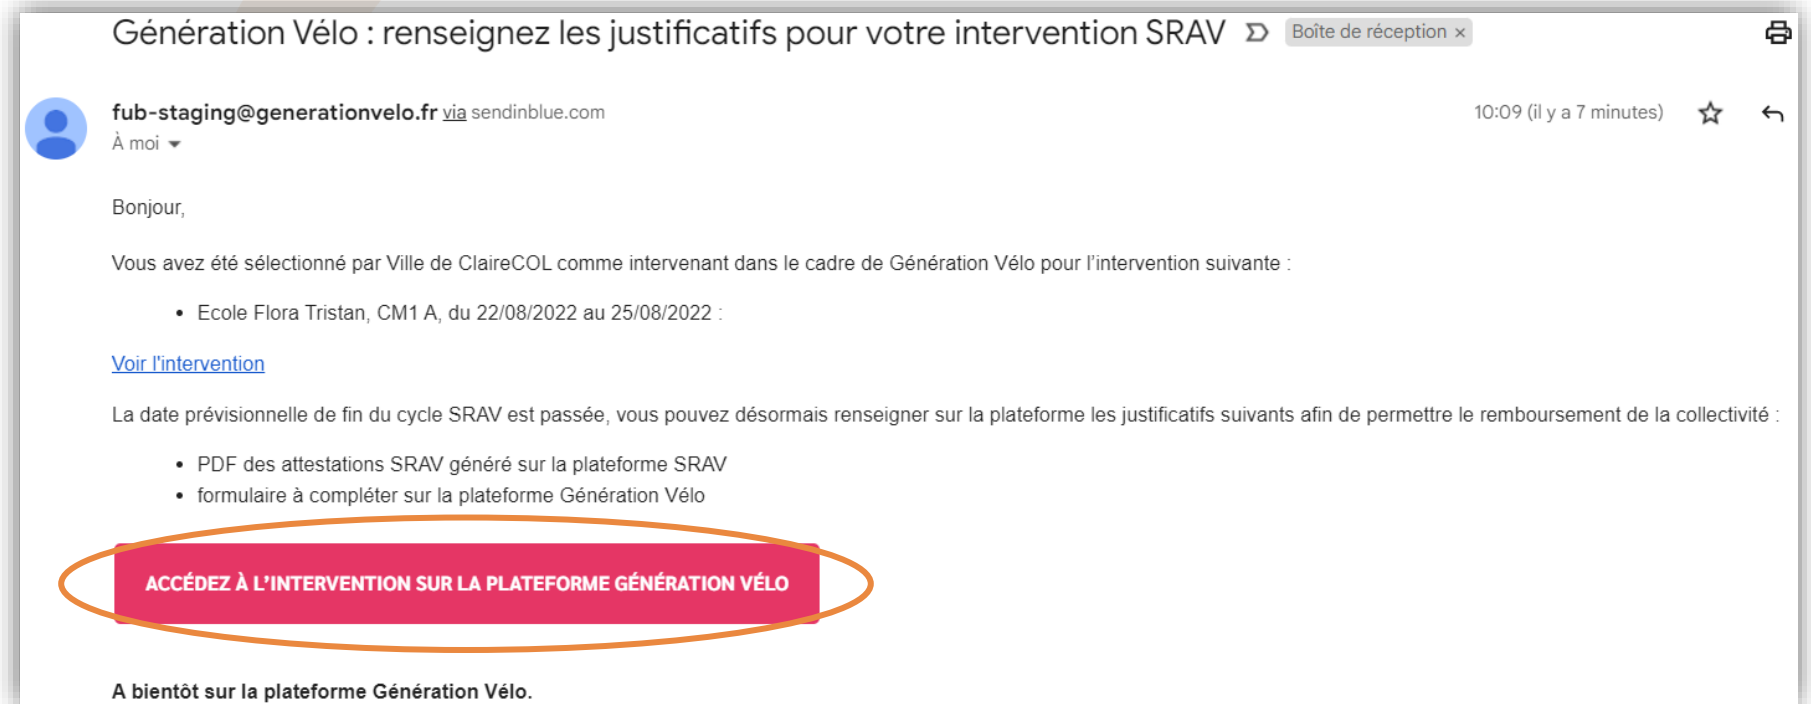 Génération Vélo : renseignez les justificatifs pour votre intervention SRAV
Boîte de réception ×
fub-staging@generationvelo.fr via sendinblue.com
10:09 (il y a 7 minutes)
À moi
Bonjour,
Vous avez été sélectionné par Ville de ClaireCOL comme intervenant dans le cadre de Génération Vélo pour l'intervention suivante :
• Ecole Flora Tristan, CM1 A, du 22/08/2022 au 25/08/2022 :
Voir l'intervention
La date prévisionnelle de fin du cycle SRAV est passée, vous pouvez désormais renseigner sur la plateforme les justificatifs suivants afin de permettre le remboursement de la collectivité :
• PDF des attestations SRAV généré sur la plateforme SRAV
• formulaire à compléter sur la plateforme Génération Vélo
ACCÉDEZ À L'INTERVENTION SUR LA PLATEFORME GÉNÉRATION VÉLO
A bientôt sur la plateforme Génération Vélo.